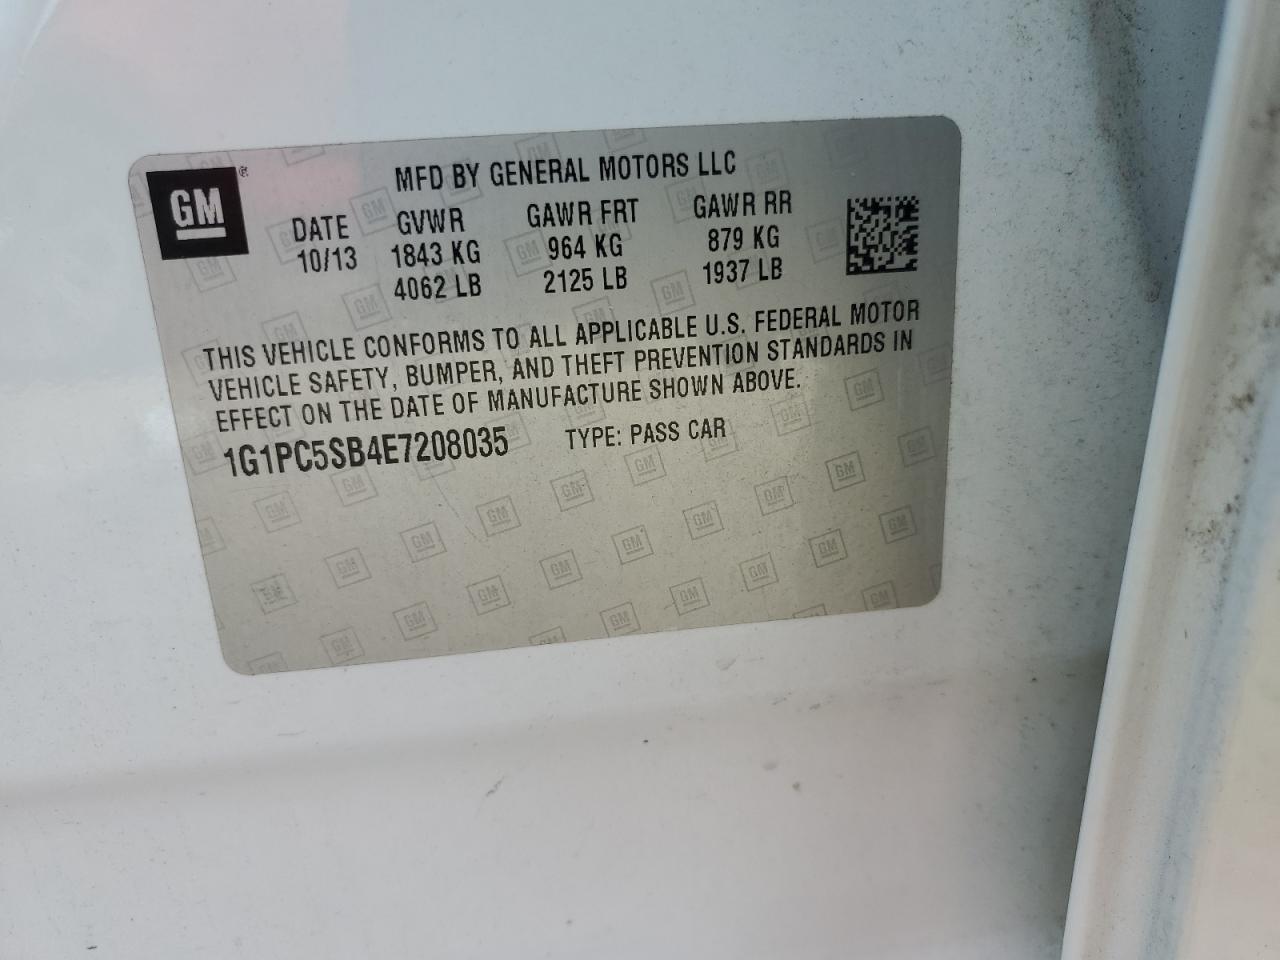 GM
MFD BY GENERAL MOTORS LLC
DATE GVWR GAWR FRT GAWR RR
10/13 1843 KG 964 KG 879 KG
4062 LB 2125 LB 1937 LB
THIS VEHICLE CONFORMS TO ALL APPLICABLE U.S. FEDERAL MOTOR
VEHICLE SAFETY, BUMPER, AND THEFT PREVENTION STANDARDS IN
EFFECT ON THE DATE OF MANUFACTURE SHOWN ABOVE.
1G1PC5SB4E7208035 TYPE: PASS CAR